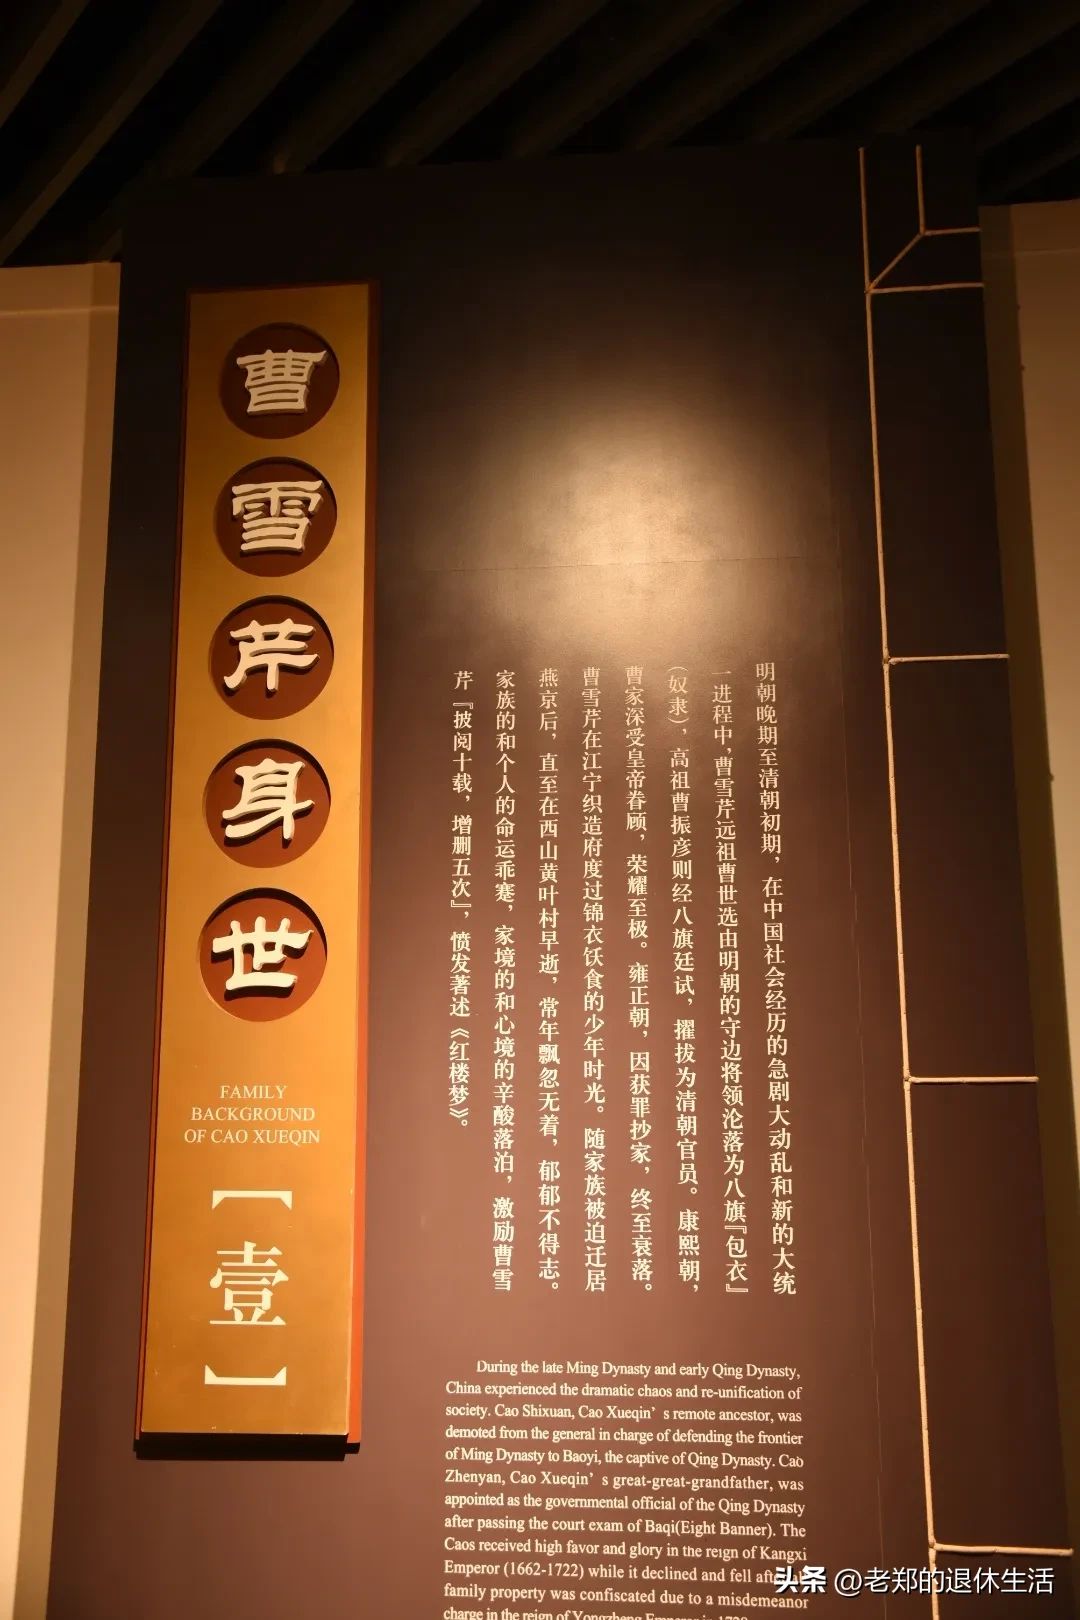 曹雪芹身世
FAMILY
BACKGROUND
OF CAO XUEQIN
【壹】
明朝晚期至清朝初期，在中国社会经历的急剧大动乱和新的大统
一进程中，曹雪芹远祖曹世选由明朝的守边将领沦落为八旗『包衣』
（奴隶），高祖曹振彦则经八旗廷试，擢拔为清朝官员。康熙朝，
曹家深受皇帝眷顾，荣耀至极。雍正朝，因获罪抄家，终至衰落。
曹雪芹在江宁织造府度过锦衣饫食的少年时光。随家族被迫迁居
燕京后，直至在西山黄叶村早逝，常年飘忽无着，郁郁不得志。
家族的和个人的命运乖蹇，家境的和心境的辛酸落泊，激励曹雪
芹『披阅十载，增删五次』，愤发著述《红楼梦》。
During the late Ming Dynasty and early Qing Dynasty,
China experienced the dramatic chaos and re-unification of
society. Cao Shixuan, Cao Xueqin’s remote ancestor, was
demoted from the general in charge of defending the frontier
of Ming Dynasty to Baoyi, the captive of Qing Dynasty. Cao
Zhenyan, Cao Xueqin’s great-great-grandfather, was
appointed as the governmental official of the Qing Dynasty
after passing the court exam of Baqi(Eight Banner). The
Caos received high favor and glory in the reign of Kangxi
Emperor (1662-1722) while it declined and fell after
family property was confiscated due to a misdemeanor
charge in the reign of Yongzheng Emperor in
头条 @老郑的退休生活